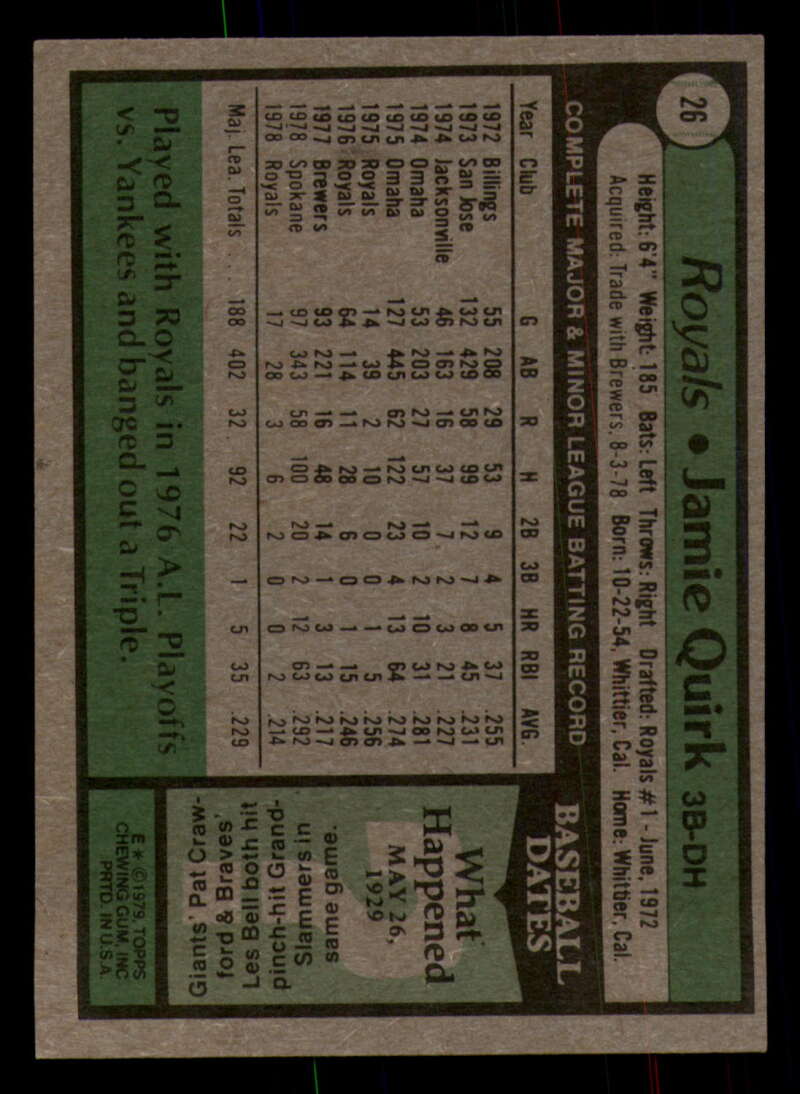 26
Royals • Jamie Quirk 3B-DH
Height: 6'4" Weight: 185 Bats: Left Throws: Right Drafted: Royals #1 - June, 1972
Acquired: Trade with Brewers, 8-3-78 Born: 10-22-54, Whittier, Cal. Home: Whittier, Cal.
COMPLETE MAJOR & MINOR LEAGUE BATTING RECORD
Year Club G AB R H 2B 3B HR RBI AVG.
1972 Billings 55 208 29 53 9 4 5 37 .255
1973 San Jose 132 429 58 99 12 7 8 45 .231
1974 Jacksonville 46 163 16 37 7 2 3 21 .227
1974 Omaha 53 203 27 57 10 2 10 31 .281
1975 Omaha 127 445 62 122 23 4 13 64 .274
1975 Royals 14 39 2 10 0 0 1 5 .256
1976 Royals 64 114 11 28 6 0 1 15 .246
1977 Brewers 93 221 16 48 14 1 3 13 .217
1978 Spokane 97 343 58 100 20 2 12 63 .292
1978 Royals 17 28 3 6 2 0 0 2 .214
Maj. Lea. Totals . . . 188 402 32 92 22 1 5 35 .229
Played with Royals in 1976 A.L. Playoffs
vs. Yankees and banged out a Triple.
BASEBALL
DATES
What
Happened
MAY 26,
1929
Giants' Pat Craw-
ford & Braves'
Les Bell both hit
pinch-hit Grand-
Slammers in
same game.
E * ©1979, TOPPS
CHEWING GUM, INC
PRTD. IN U.S.A.